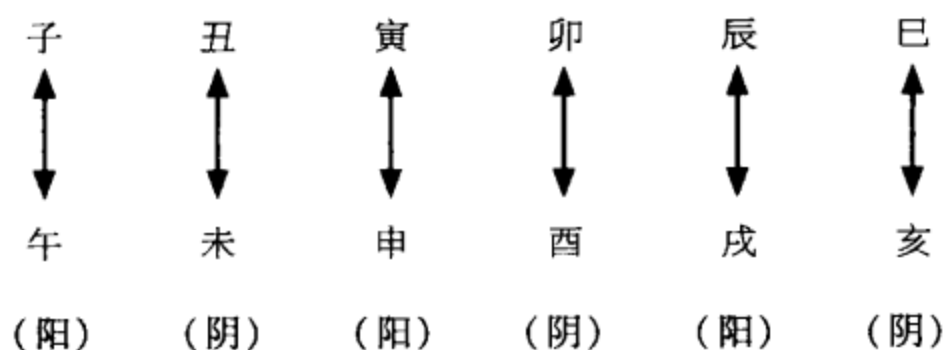 子 丑 寅 卯 辰 巳
午 未 申 酉 戌 亥
(阳) (阴) (阳) (阴) (阳) (阴)